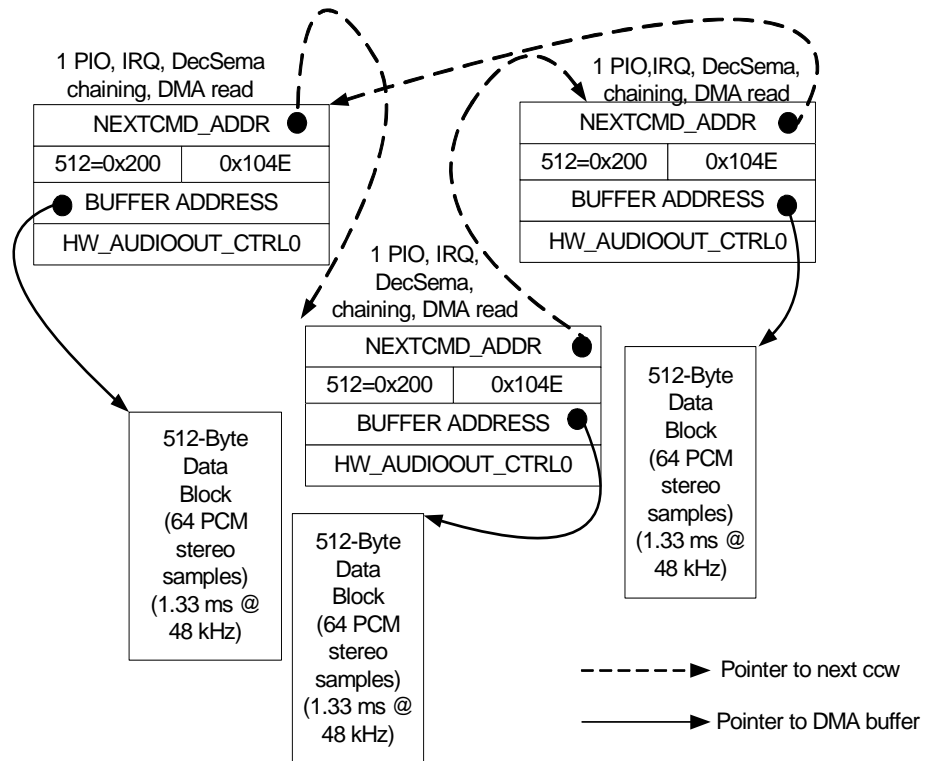 1 PIO, IRQ, DecSema
chaining, DMA read
NEXTCMD_ADDR
512=0x200 0x104E
BUFFER ADDRESS
HW_AUDIOOUT_CTRL0
1 PIO,IRQ, DecSema,
chaining, DMA read
NEXTCMD_ADDR
512=0x200 0x104E
BUFFER ADDRESS
HW_AUDIOOUT_CTRL0
1 PIO, IRQ,
DecSema,
chaining, DMA read
NEXTCMD_ADDR
512=0x200 0x104E
BUFFER ADDRESS
HW_AUDIOOUT_CTRL0
512-Byte
Data
Block
(64 PCM
stereo
samples)
(1.33 ms @
48 kHz)
512-Byte
Data
Block
(64 PCM
stereo
samples)
(1.33 ms @
48 kHz)
512-Byte
Data
Block
(64 PCM
stereo
samples)
(1.33 ms @
48 kHz)
Pointer to next ccw
Pointer to DMA buffer